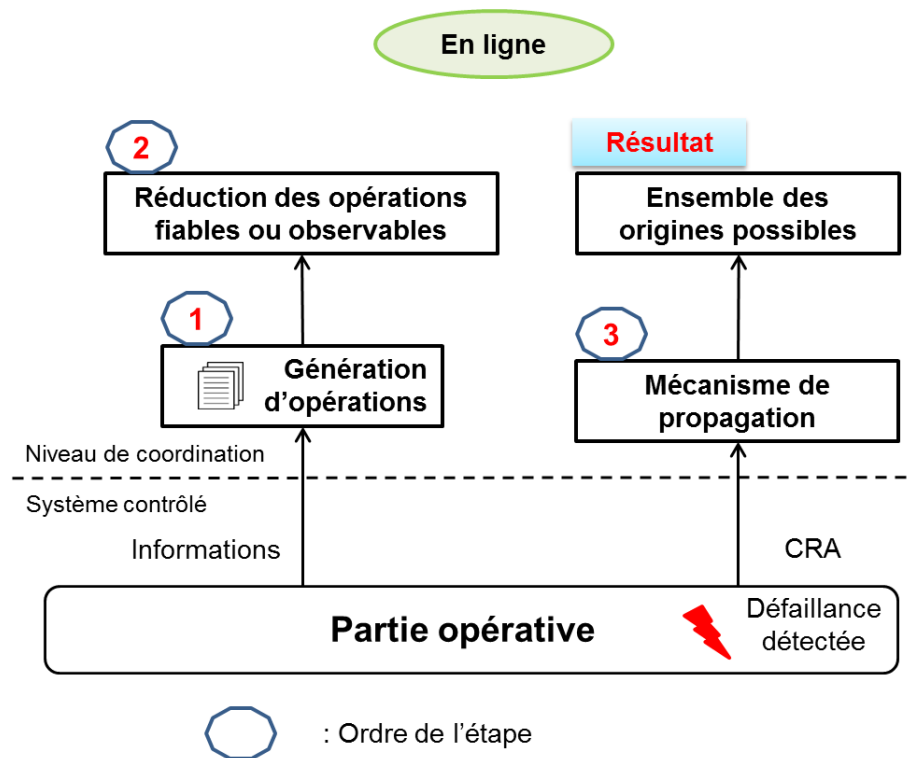 En ligne
2
Réduction des opérations
fiables ou observables
Résultat
Ensemble des
origines possibles
1
Génération
d'opérations
3
Mécanisme de
propagation
Niveau de coordination
Système contrôlé
Informations
CRA
Partie opérative
Défaillance
détectée
: Ordre de l'étape